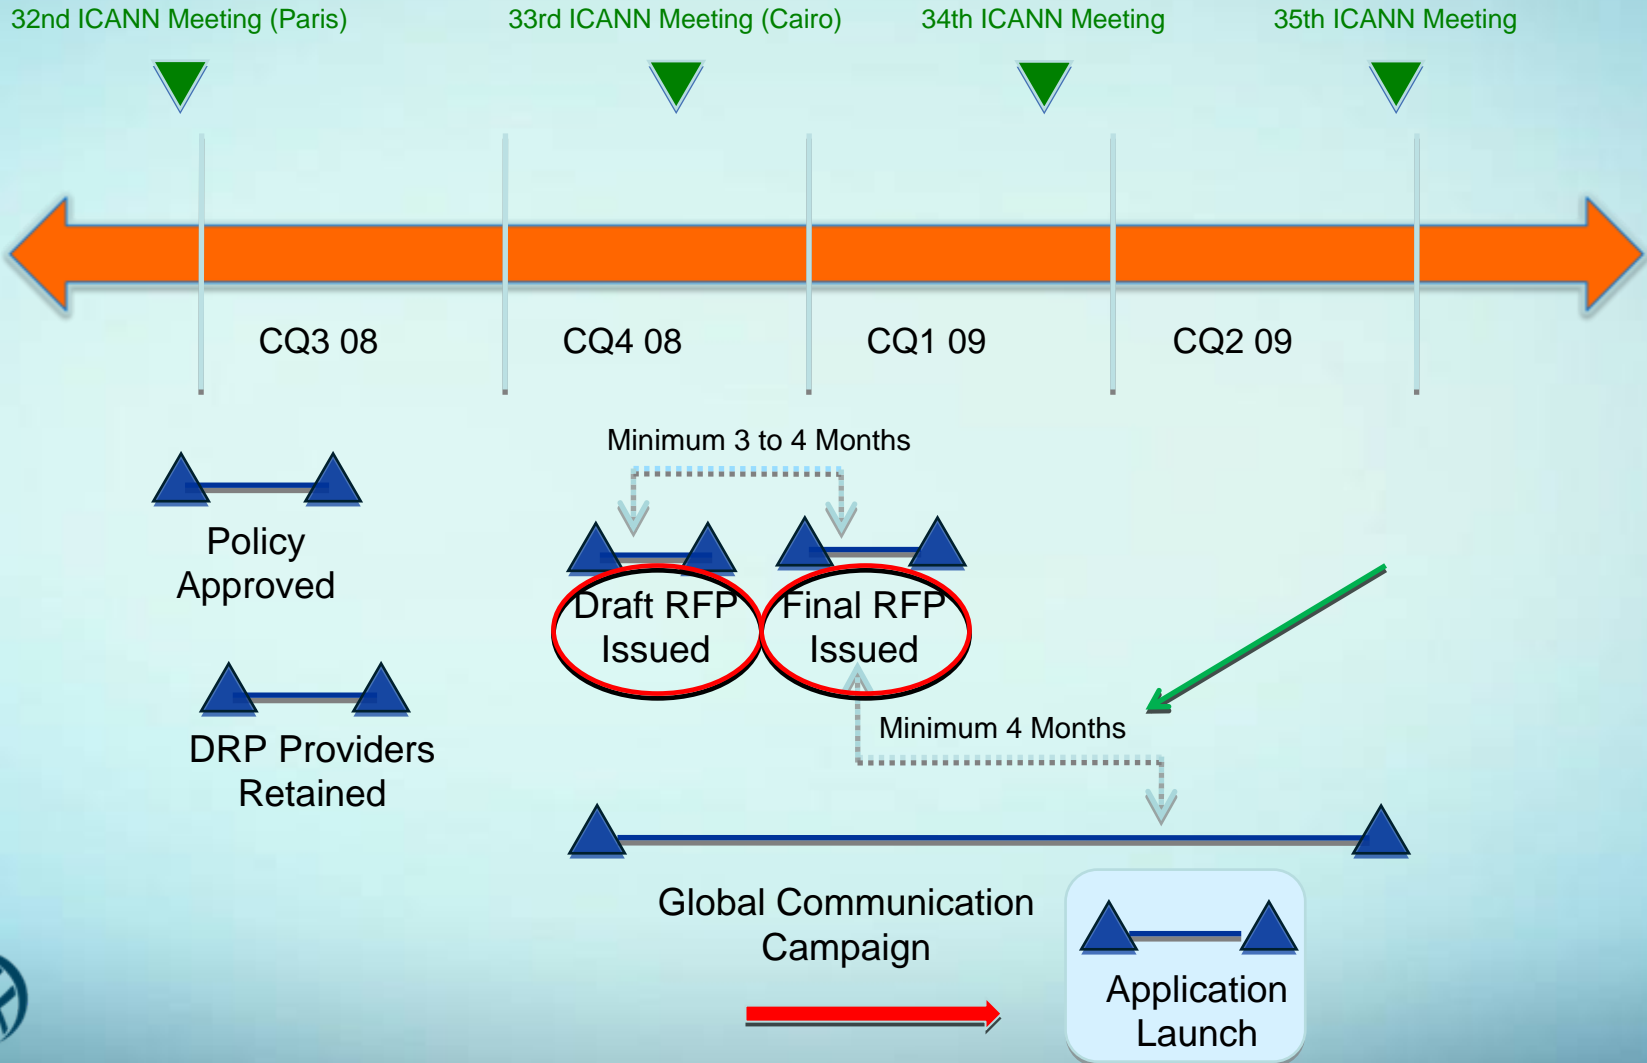 32nd ICANN Meeting (Paris)
33rd ICANN Meeting (Cairo)
34th ICANN Meeting
35th ICANN Meeting
CQ3 08
CQ4 08
CQ1 09
CQ2 09
Minimum 3 to 4 Months
Policy
Approved
Draft RFP
Issued
Final RFP
Issued
DRP Providers
Retained
Minimum 4 Months
Global Communication
Campaign
Application
Launch